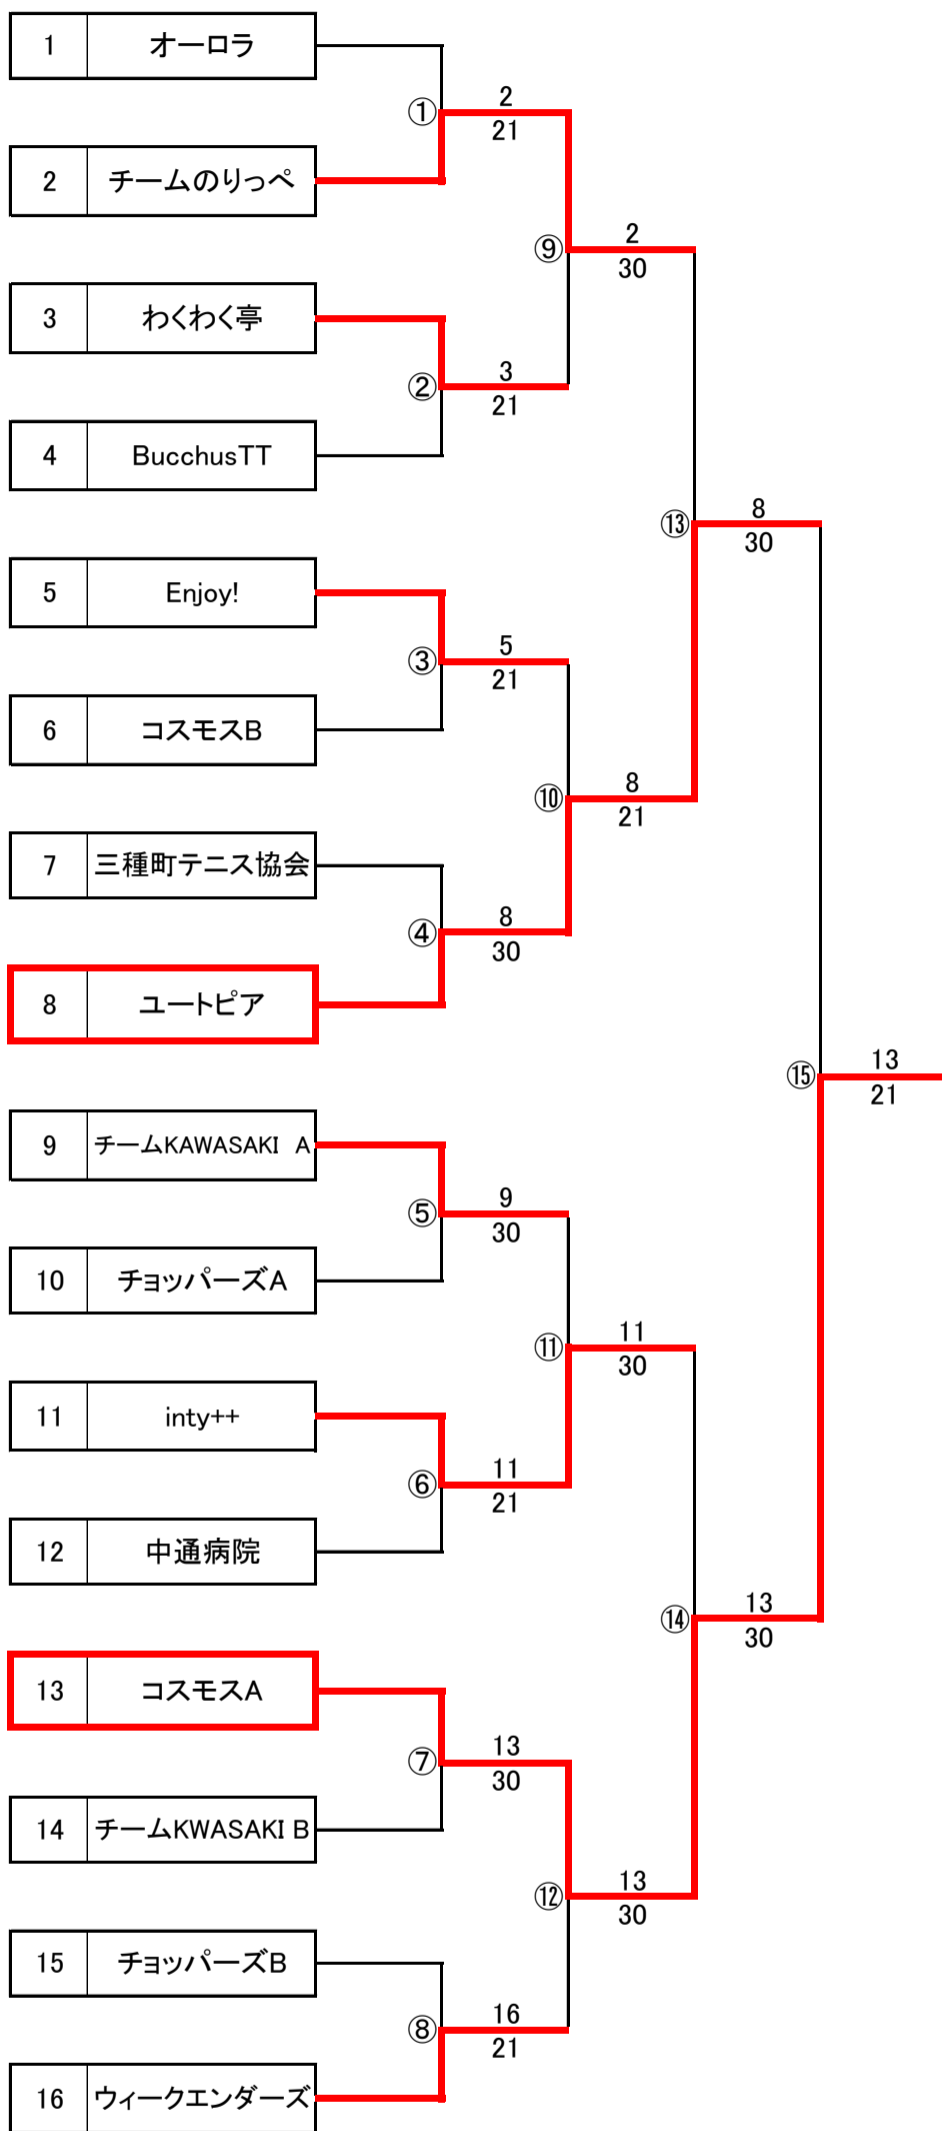 1 オーロラ
① 2
21
2 チームのりっぺ
⑨ 2
30
3 わくわく亭
② 3
21
4 BucchusTT
⑬ 8
30
5 Enjoy!
③ 5
21
6 コスモスB
⑩ 8
21
7 三種町テニス協会
④ 8
30
8 ユートピア
⑮ 13
21
9 チームKAWASAKI A
⑤ 9
30
10 チョッパーズA
⑪ 11
30
11 inty++
⑥ 11
21
12 中通病院
⑭ 13
30
13 コスモスA
⑦ 13
30
14 チームKWASAKI B
⑫ 13
30
15 チョッパーズB
⑧ 16
21
16 ウィークエンダーズ